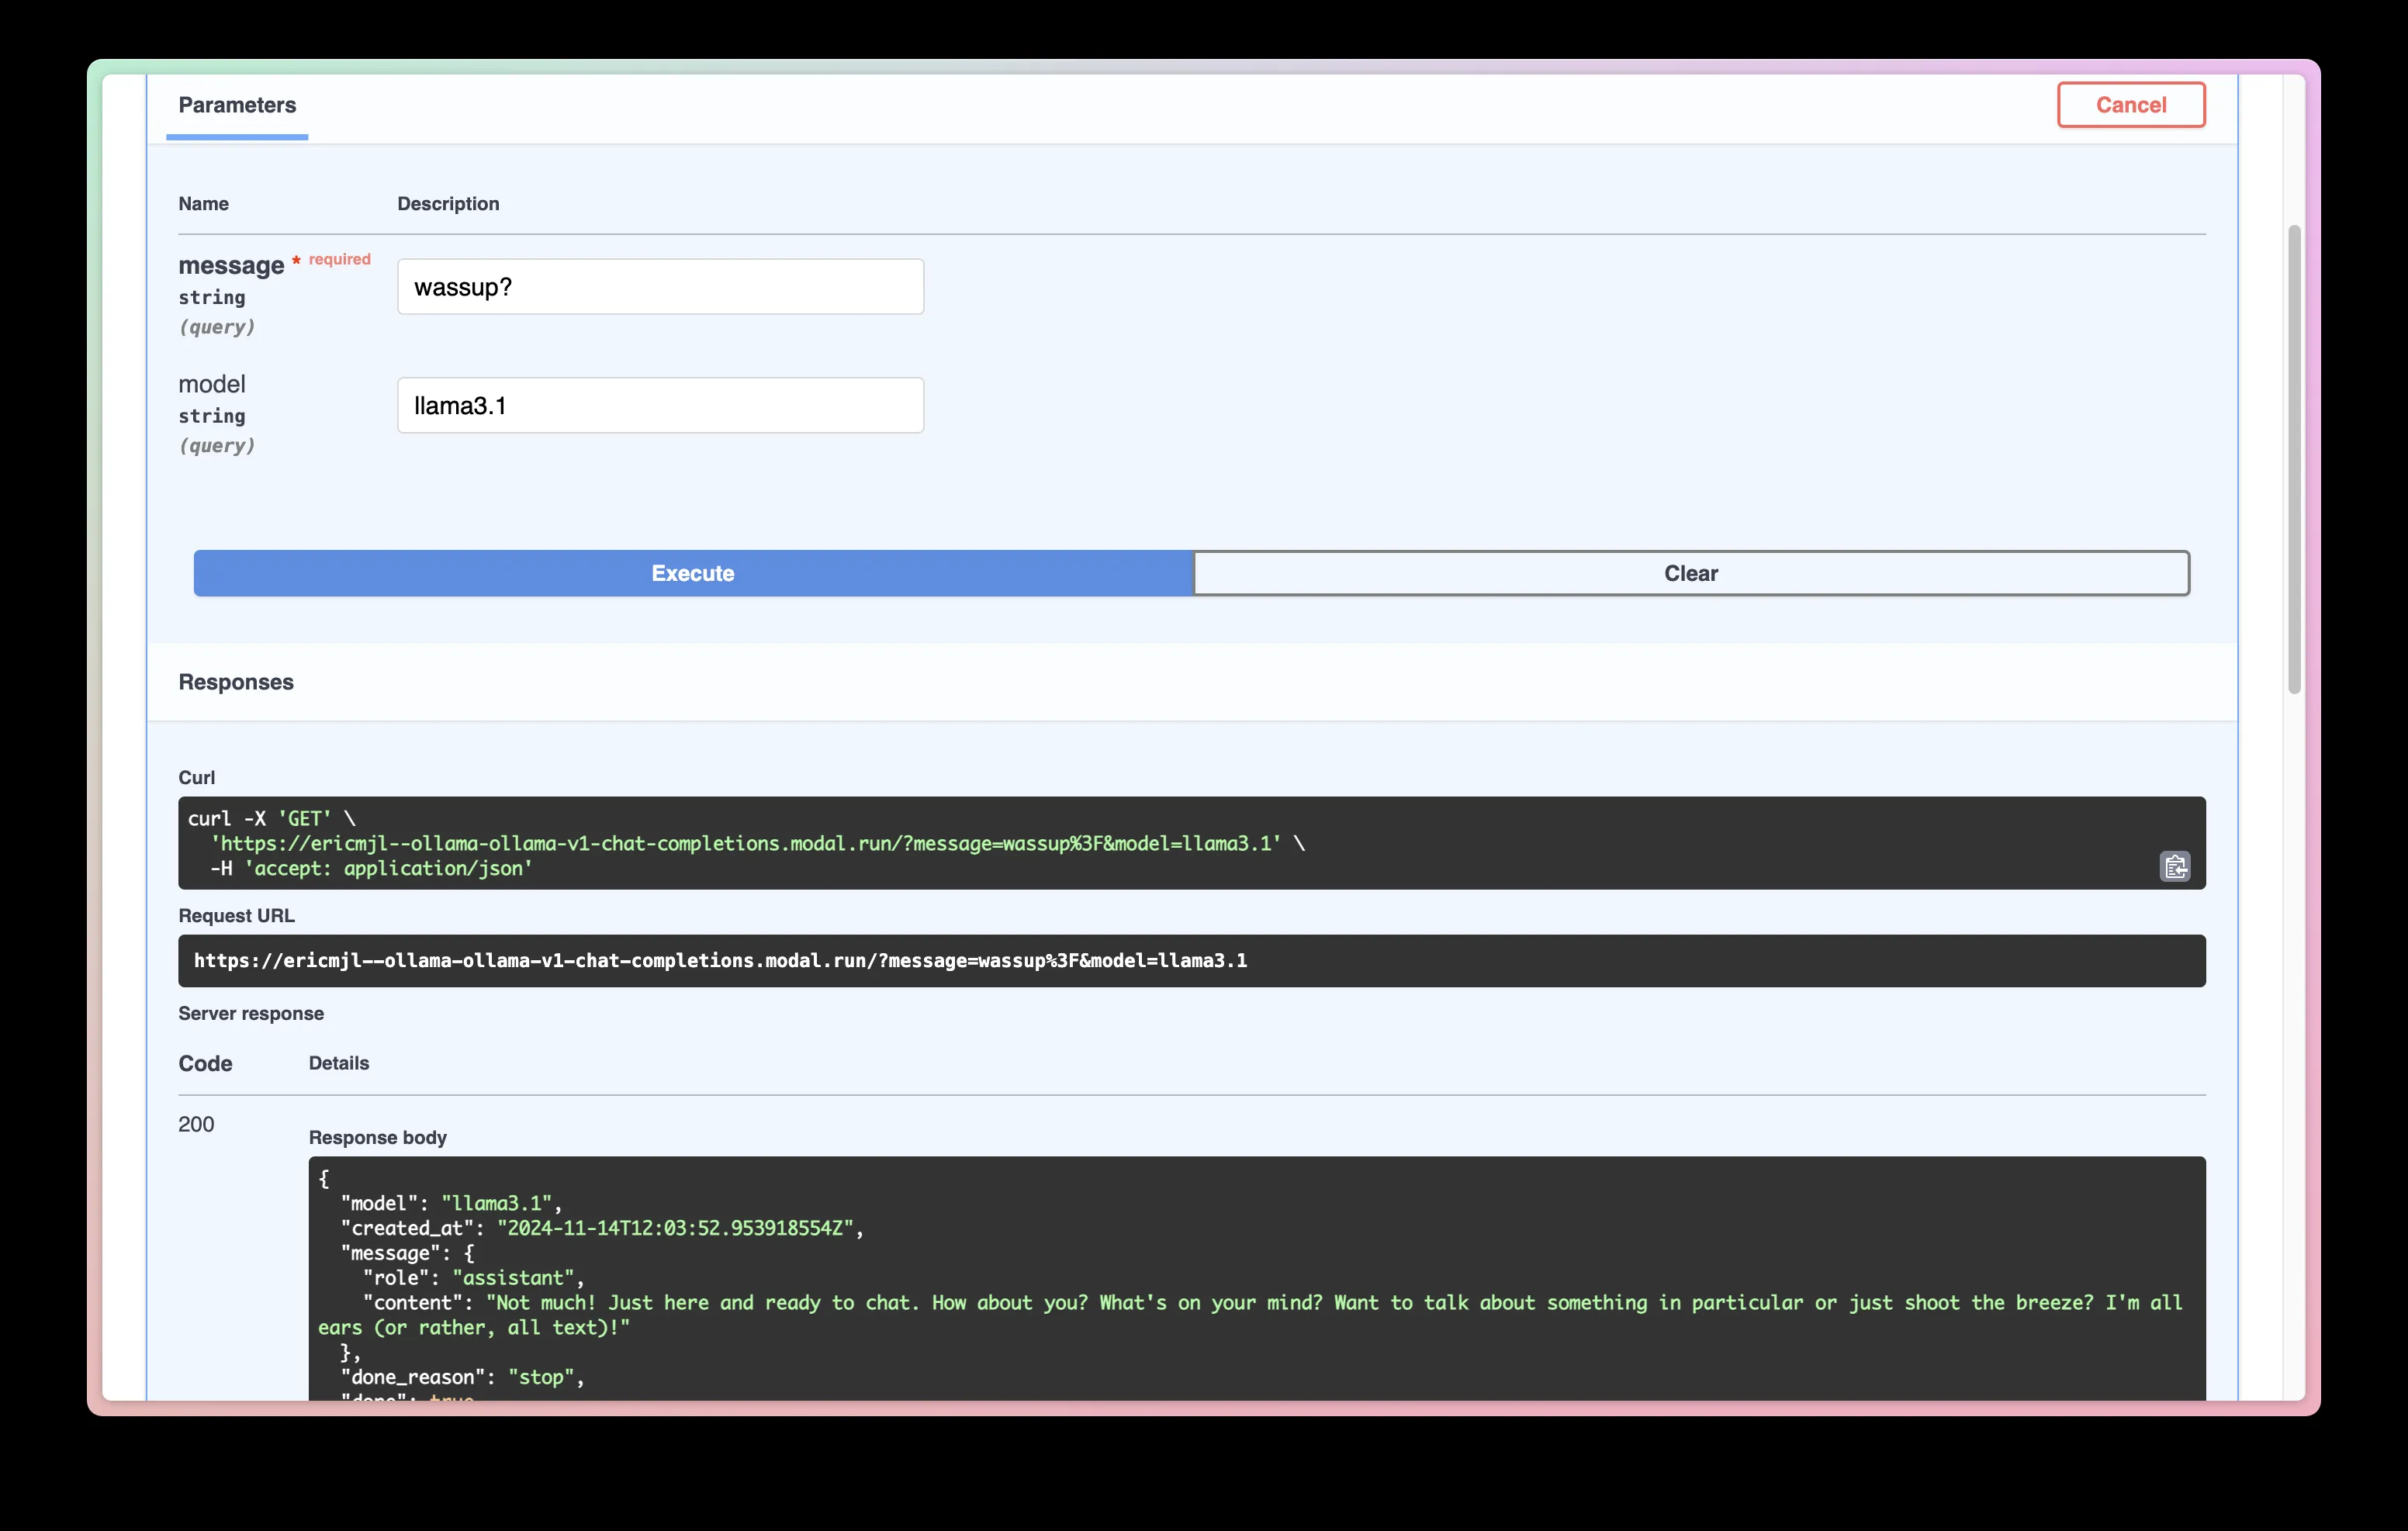 Parameters
Cancel
Name Description
message * required
string
(query)
wassup?
model
string
(query)
llama3.1
Execute
Clear
Responses
Curl
curl -X 'GET' \
'https://ericmjl--ollama-ollama-v1-chat-completions.modal.run/?message=wassup%3F&model=llama3.1' \
-H 'accept: application/json'
Request URL
https://ericmjl--ollama-ollama-v1-chat-completions.modal.run/?message=wassup%3F&model=llama3.1
Server response
Code Details
200
Response body
{
"model": "llama3.1",
"created_at": "2024-11-14T12:03:52.953918554Z",
"message": {
"role": "assistant",
"content": "Not much! Just here and ready to chat. How about you? What's on your mind? Want to talk about something in particular or just shoot the breeze? I'm all
ears (or rather, all text)!"
},
"done_reason": "stop",
"done": true